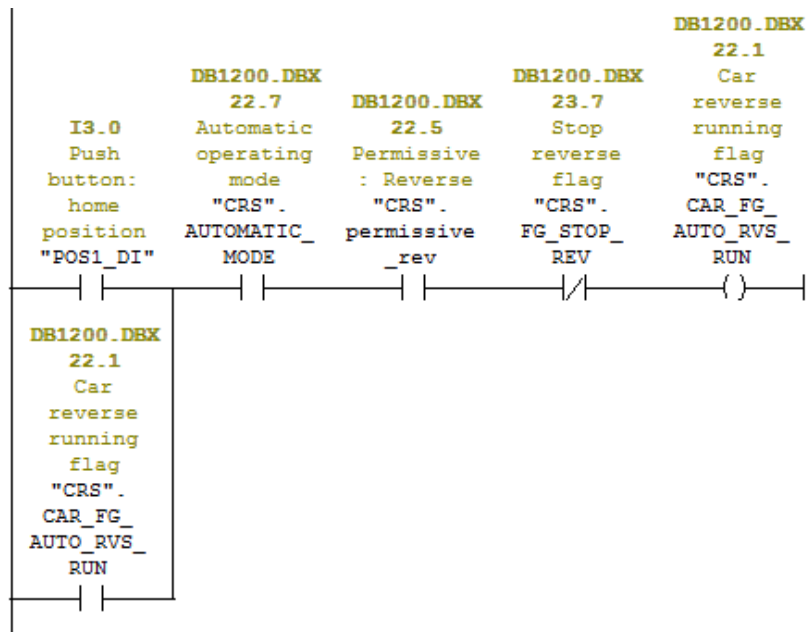 I3.0
Push
button:
home
position
"POS1_DI"
DB1200.DBX
22.7
Automatic
operating
mode
"CRS".
AUTOMATIC_
MODE
DB1200.DBX
22.5
Permissive
: Reverse
"CRS".
permissive
_rev
DB1200.DBX
23.7
Stop
reverse
flag
"CRS".
FG_STOP_
REV
DB1200.DBX
22.1
Car
reverse
running
flag
"CRS".
CAR_FG_
AUTO_RVS_
RUN
DB1200.DBX
22.1
Car
reverse
running
flag
"CRS".
CAR_FG_
AUTO_RVS_
RUN